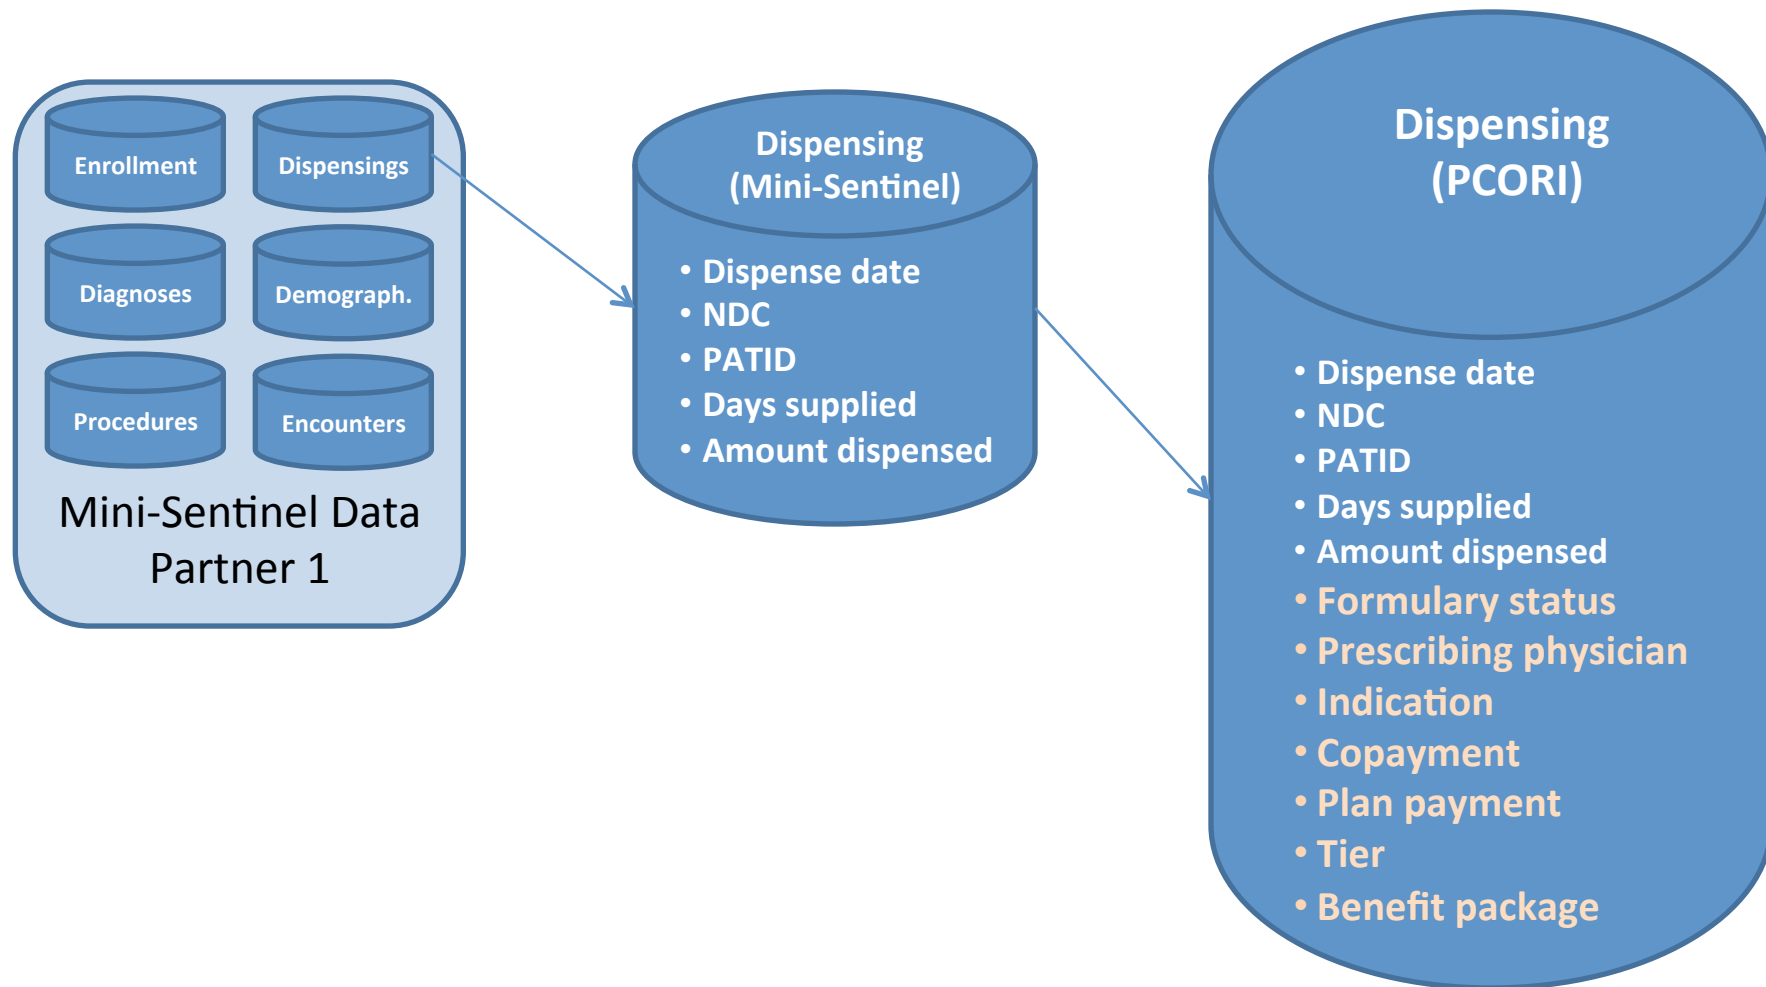 Enrollment
Dispensings
Diagnoses
Demograph.
Procedures
Encounters
Mini-Sentinel Data
Partner 1
Dispensing
(Mini-Sentinel)
• Dispense date
• NDC
• PATID
• Days supplied
• Amount dispensed
Dispensing
(PCORI)
• Dispense date
• NDC
• PATID
• Days supplied
• Amount dispensed
• Formulary status
• Prescribing physician
• Indication
• Copayment
• Plan payment
• Tier
• Benefit package